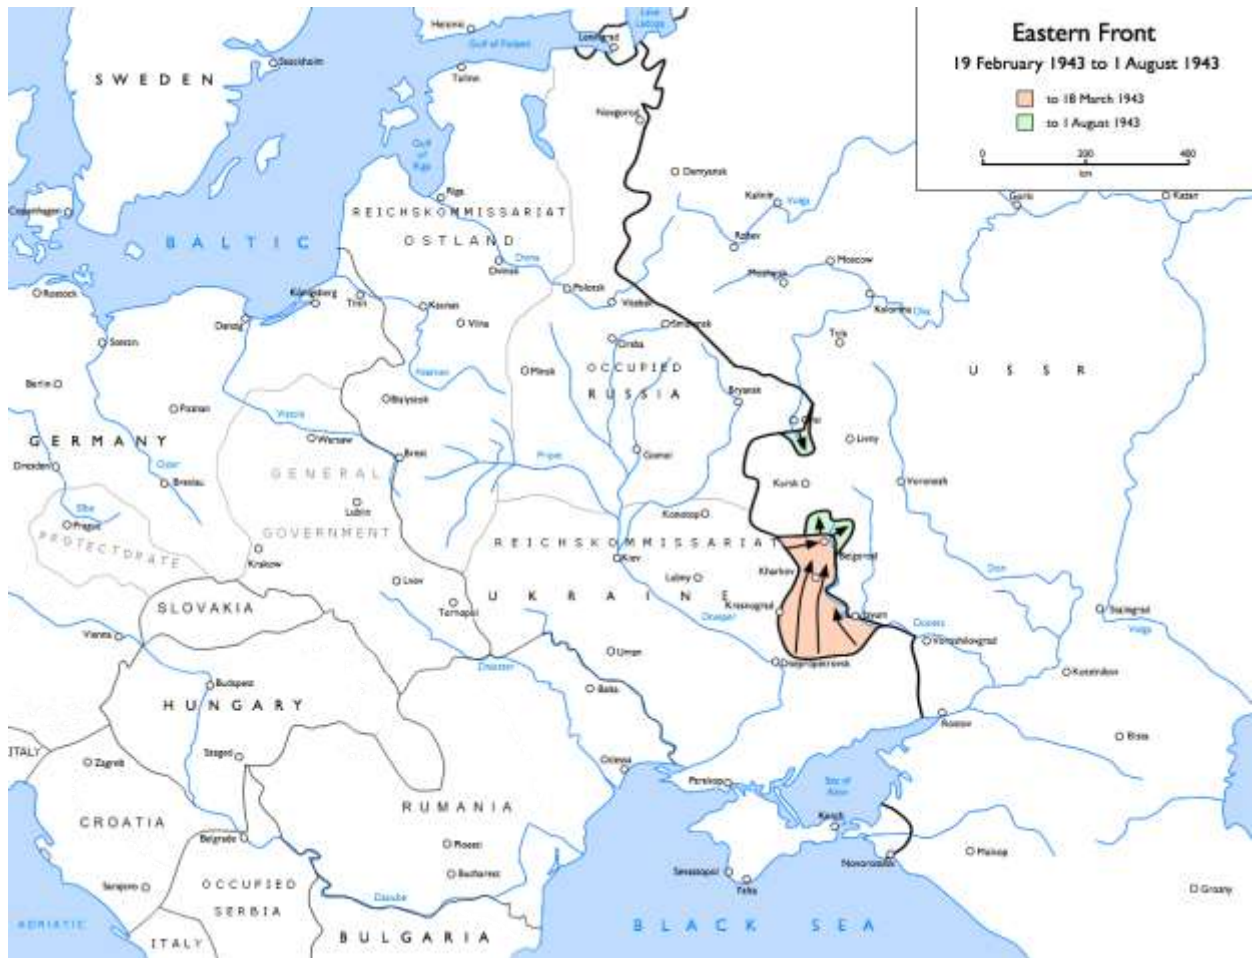 Eastern Front
19 February 1943 to 1 August 1943
to 18 March 1943
to 1 August 1943
0 200 400
km
Helsinki
Lake
Ladoga
Leningrad
Gulf of Finland
Stockholm
SWEDEN
Tallinn
Novgorod
Gulf
of
Riga
Demyansk
Kalinin
Volga
Gorki
Kazan
Riga
Copenhagen
REICHSKOMMISSARIAT
OSTLAND
BALTIC
Rzhev
Dvina
Dvinsk
Moscow
Mozhaisk
Polotsk
Vitebsk
Rostock
Königsberg
Tilsit
Kaunas
Kolomna
Oka
Danzig
Vilna
Smolensk
Tula
Stettin
Orsha
OCCUPIED
RUSSIA
USSR
Minsk
Berlin
Bryansk
Bialystok
Poznan
Vistula
Orel
GERMANY
Warsaw
Livny
Brest
Pripet
Gomel
Dresden
Oder
GENERAL
Breslau
Kursk
Voronezh
Lublin
Elbe
Prague
Konotop
PROTECTORATE
GOVERNMENT
REICHSKOMMISSARIAT
Kiev
Belgorod
Krakow
Kharkov
Don
Lvov
Lubny
UKRAINE
SLOVAKIA
Tarnopol
Krasnograd
Stalingrad
Dnieper
Izyum
Donets
Volga
Vienna
Voroshilovgrad
Uman
Dnepropetrovsk
Dniester
Kotelnikov
Budapest
Balta
HUNGARY
Rostov
Elista
ITALY
Szeged
Zagreb
Odessa
Perekop
Sea of
Azov
RUMANIA
CROATIA
Kerch
Belgrade
Ploesti
Maikop
Novorossisk
Sevastopol
Yalta
Bucharest
Sarajevo
OCCUPIED
SERBIA
Danube
Grozny
ADRIATIC
BLACK SEA
ITALY
BULGARIA